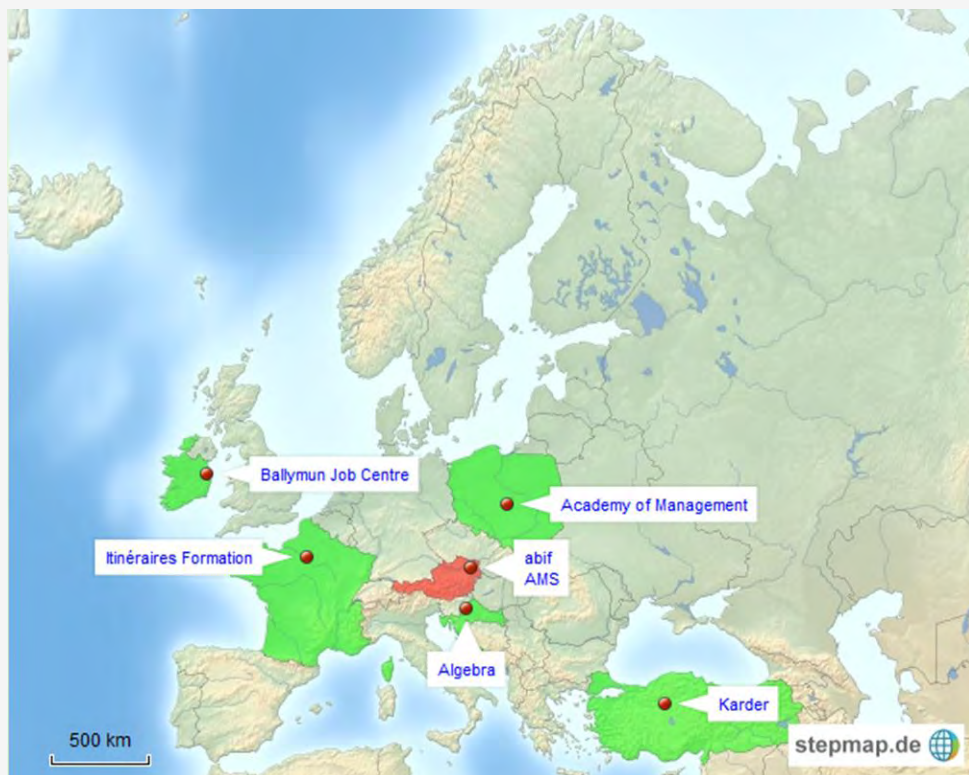 Ballymun Job Centre
Academy of Management
Itinéraires Formation
abif
AMS
Algebra
Karder
500 km
stepmap.de